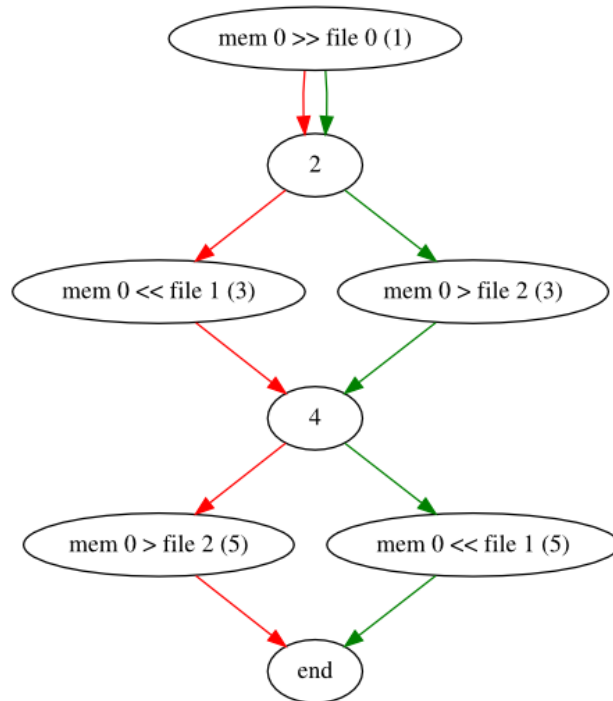 mem 0 >> file 0 (1)
2
mem 0 << file 1 (3)
mem 0 > file 2 (3)
4
mem 0 > file 2 (5)
mem 0 << file 1 (5)
end